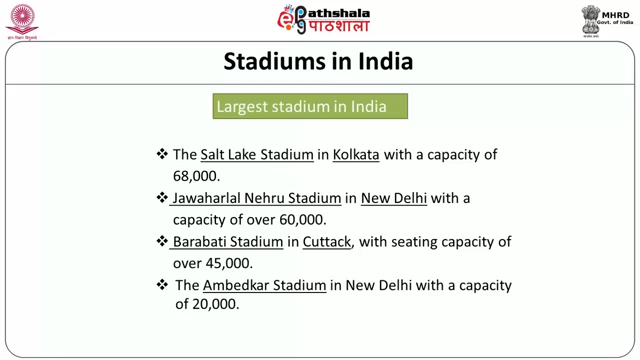 Pathshala
पाठशाला
MHRD
Govt. of India
Stadiums in India
Largest stadium in India
❖ The Salt Lake Stadium in Kolkata with a capacity of
68,000.
❖ Jawaharlal Nehru Stadium in New Delhi with a
capacity of over 60,000.
❖ Barabati Stadium in Cuttack, with seating capacity of
over 45,000.
❖ The Ambedkar Stadium in New Delhi with a capacity
of 20,000.